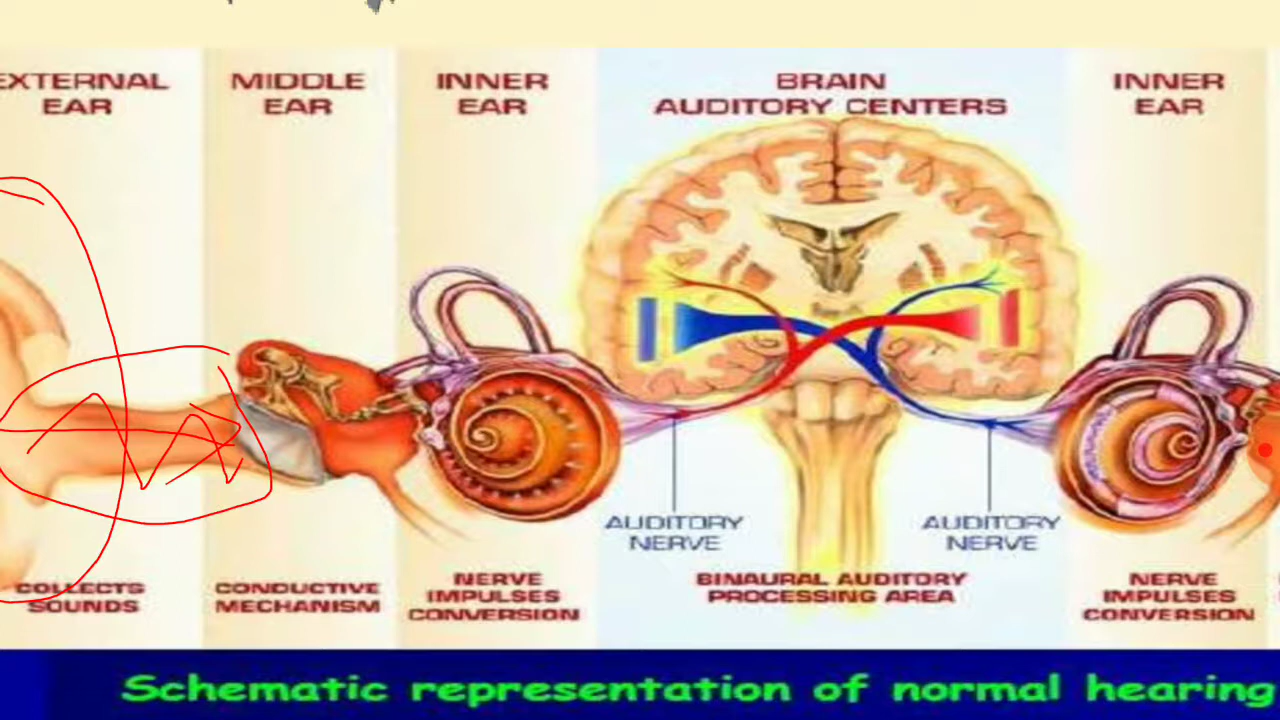 EXTERNAL
EAR
MIDDLE
EAR
INNER
EAR
BRAIN
AUDITORY CENTERS
INNER
EAR
AUDITORY
NERVE
AUDITORY
NERVE
COLLECTS
SOUNDS
CONDUCTIVE
MECHANISM
NERVE
IMPULSES
CONVERSION
BINAURAL AUDITORY
PROCESSING AREA
NERVE
IMPULSES
CONVERSION
Schematic representation of normal hearing